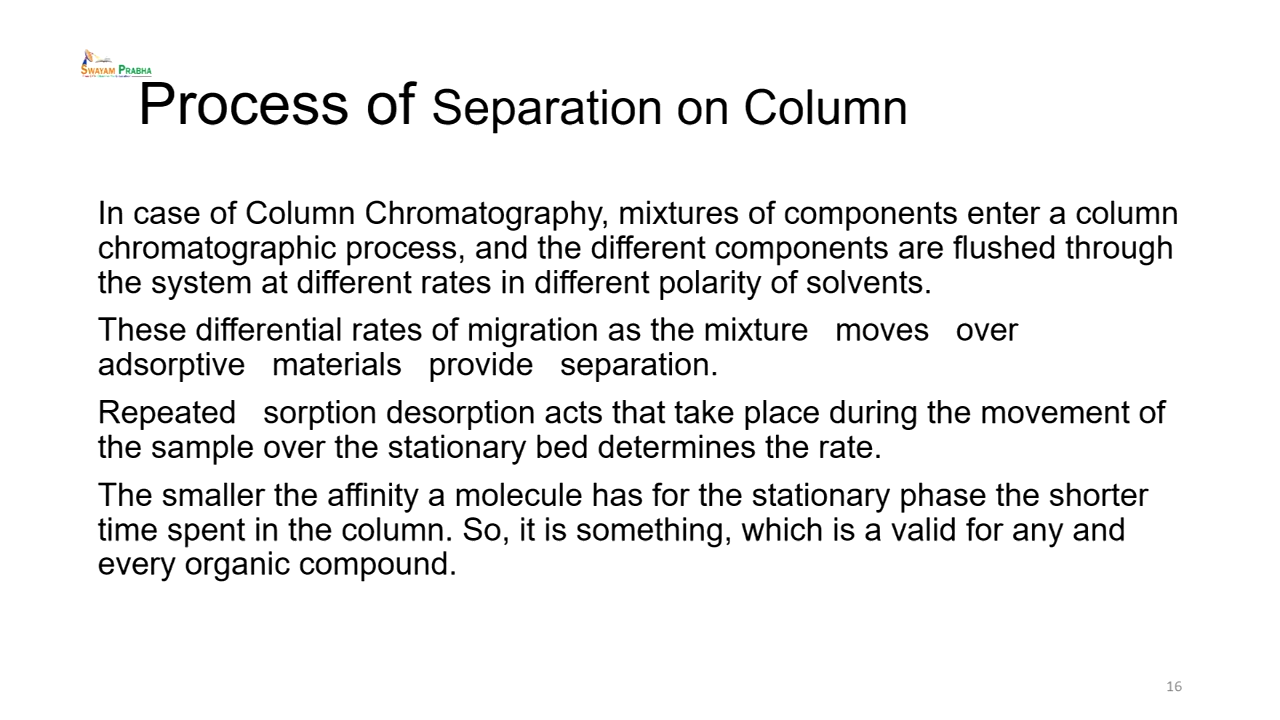 SWAYAM PRABHA
Process of Separation on Column
In case of Column Chromatography, mixtures of components enter a column
chromatographic process, and the different components are flushed through
the system at different rates in different polarity of solvents.
These differential rates of migration as the mixture moves over
adsorptive materials provide separation.
Repeated sorption desorption acts that take place during the movement of
the sample over the stationary bed determines the rate.
The smaller the affinity a molecule has for the stationary phase the shorter
time spent in the column. So, it is something, which is a valid for any and
every organic compound.
16